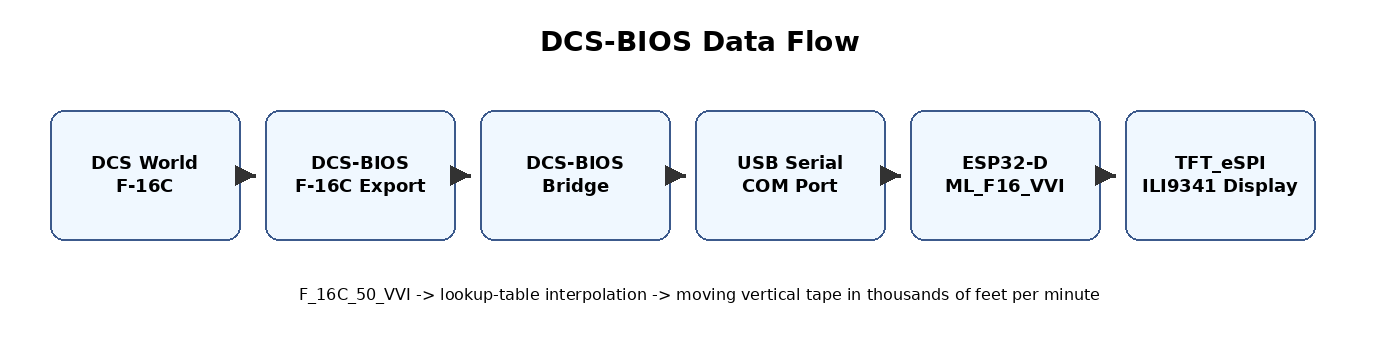 DCS-BIOS Data Flow
DCS World
F-16C
DCS-BIOS
F-16C Export
DCS-BIOS
Bridge
USB Serial
COM Port
ESP32-D
ML_F16_VVI
TFT_eSPI
ILI9341 Display
F_16C_50_VVI -> lookup-table interpolation -> moving vertical tape in thousands of feet per minute